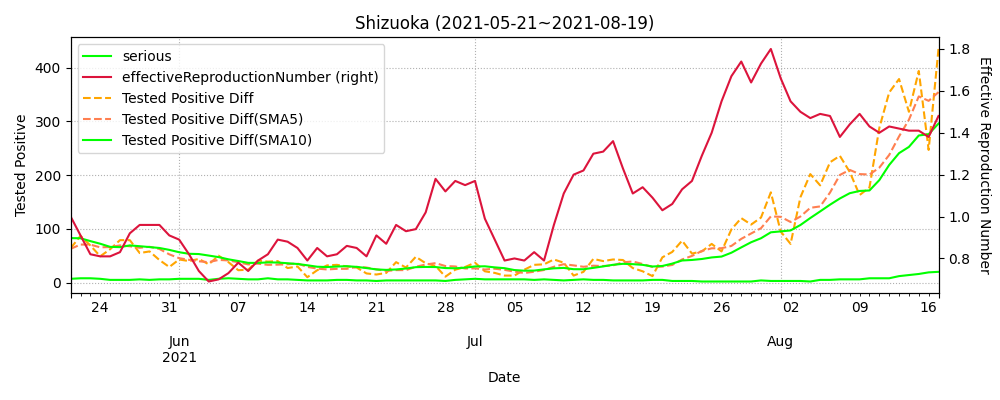 Shizuoka (2021-05-21~2021-08-19)
serious
effectiveReproductionNumber (right)
Tested Positive Diff
Tested Positive Diff(SMA5)
Tested Positive Diff(SMA10)
Tested Positive
400
300
200
100
0
1.8
1.6
1.4
1.2
1.0
0.8
Effective Reproduction Number
24 31 07 14 21 28 05 12 19 26 02 09 16
Jun Jul Aug
2021
Date